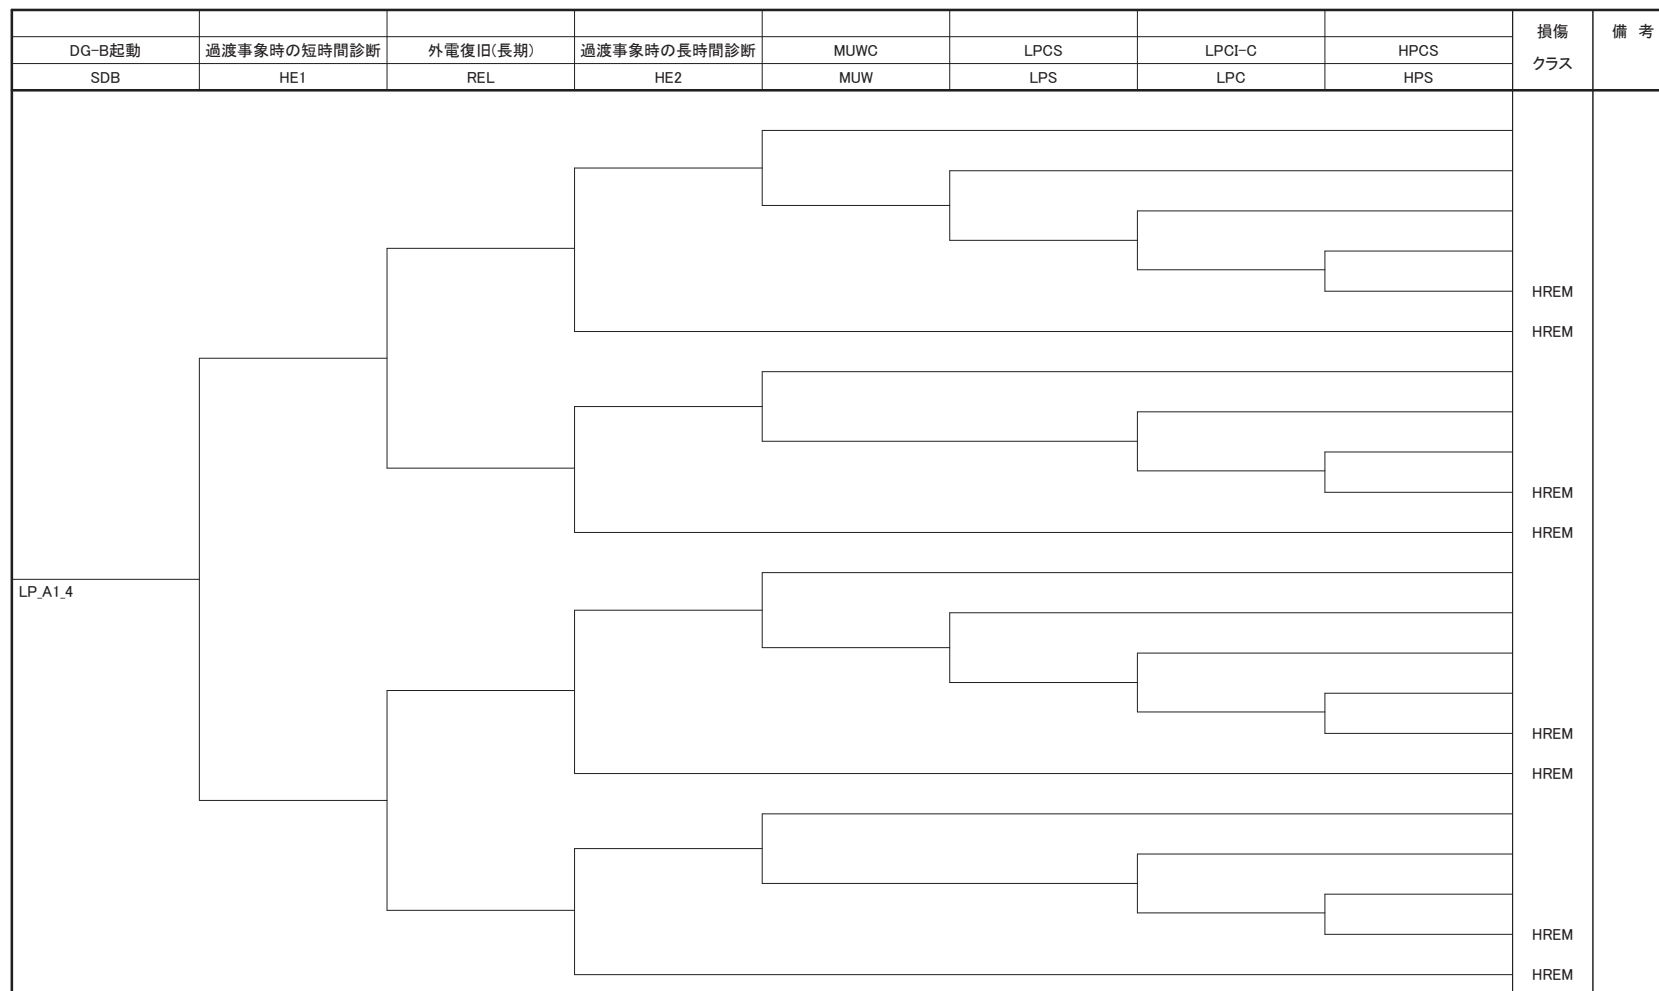 損傷 備 考
DG-B起動 過渡事象時の短時間診断 外電復旧(長期) 過渡事象時の長時間診断 MUWC LPCS LPCI-C HPCS
クラス
SDB HE1 REL HE2 MUW LPS LPC HPS
HREM
HREM
HREM
HREM
LP_A1_4
HREM
HREM
HREM
HREM